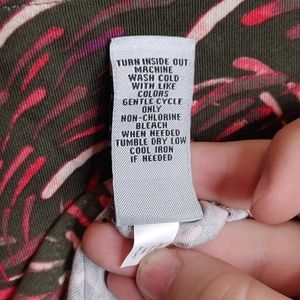 TURN INSIDE OUT
MACHINE
WASH COLD
WITH LIKE
COLORS
GENTLE CYCLE
ONLY
NON-CHLORINE
BLEACH
WHEN NEEDED
TUMBLE DRY LOW
COOL IRON
IF NEEDED